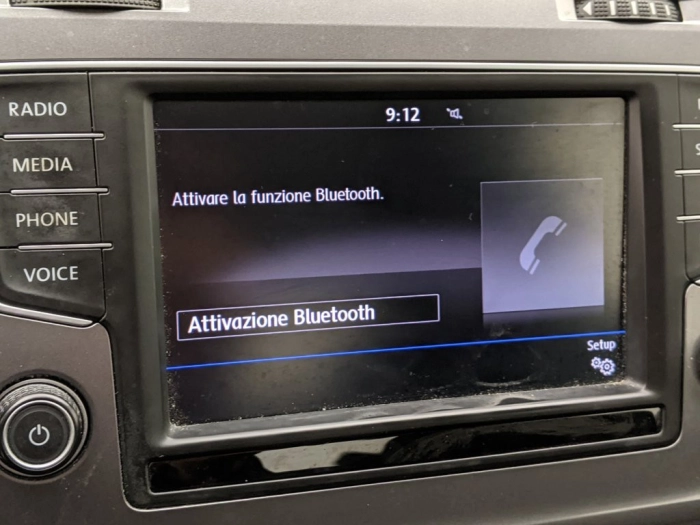 9:12
RADIO
MEDIA
PHONE
VOICE
Attivare la funzione Bluetooth.
Attivazione Bluetooth
Setup